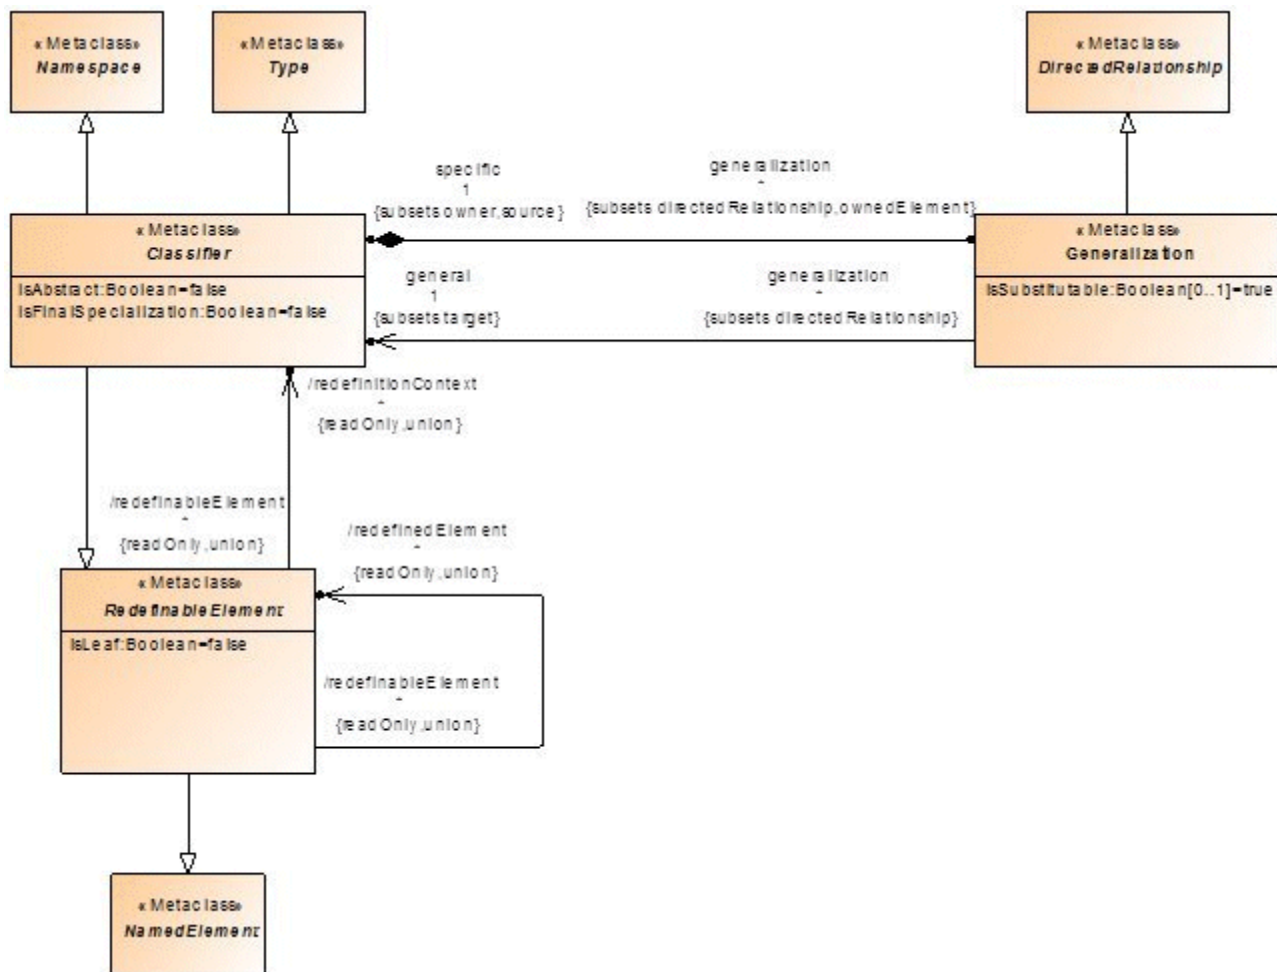 «Metaclass»
Namespace
«Metaclass»
Type
«Metaclass»
DirectedRelationship
specific
1
{subsets owner,source}
generalization
*
{subsets directedRelationship,ownedElement}
«Metaclass»
Classifier
isAbstract:Boolean=false
isFinalSpecialization:Boolean=false
«Metaclass»
Generalization
isSubstitutable:Boolean[0..1]=true
general
1
{subsets target}
generalization
*
{subsets directedRelationship}
/redefinitionContext
*
{readOnly,union}
/redefinableElement
*
{readOnly,union}
/redefinedElement
*
{readOnly,union}
«Metaclass»
RedefinableElement
isLeaf:Boolean=false
/redefinableElement
*
{readOnly,union}
«Metaclass»
NamedElement